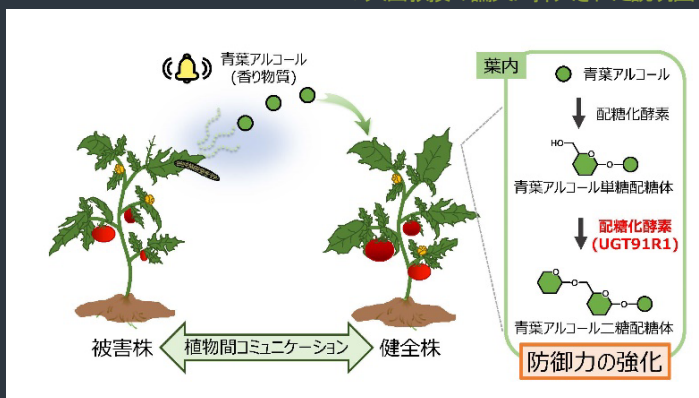 青葉アルコール
(香り物質)
葉内
青葉アルコール
配糖化酵素
HO
O
O
青葉アルコール単糖配糖体
配糖化酵素
(UGT91R1)
O
O
O
O
青葉アルコール二糖配糖体
防御力の強化
被害株
植物間コミュニケーション
健全株